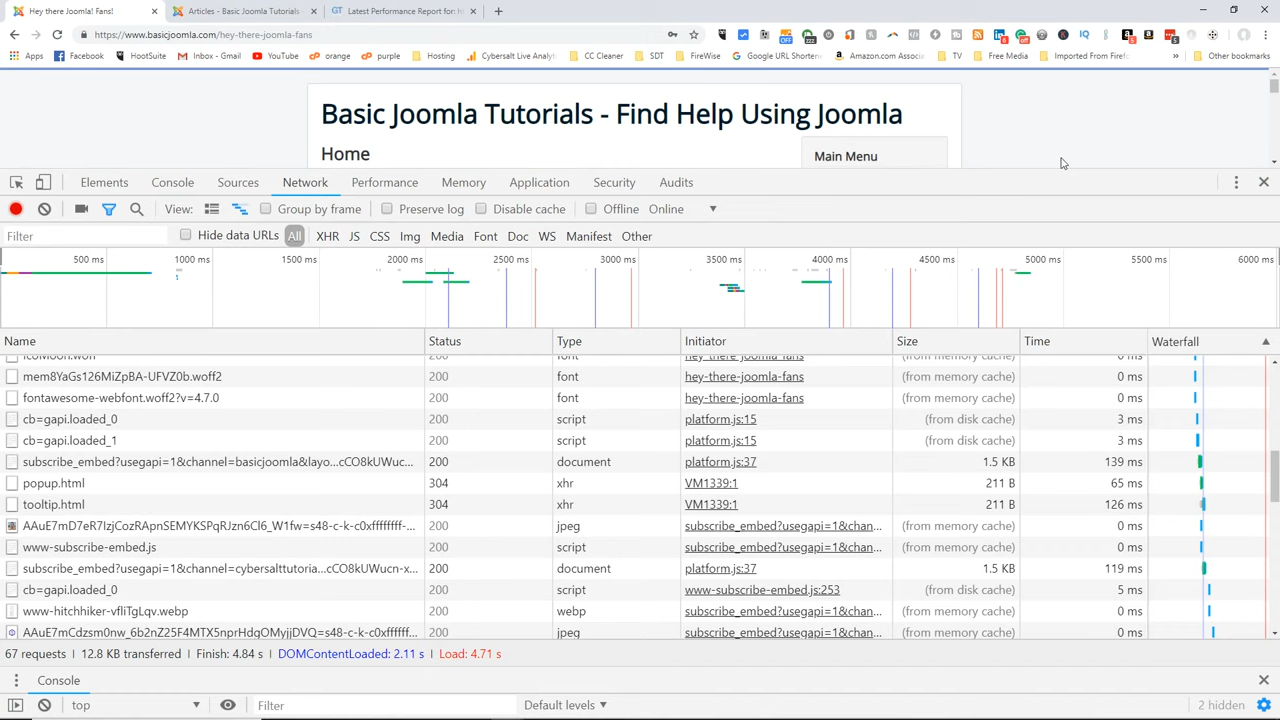 Hey there Joomla! Fans!
Articles - Basic Joomla Tutorials -
Latest Performance Report for: h
https://www.basicjoomla.com/hey-there-joomla-fans
Apps Facebook HootSuite Inbox - Gmail YouTube orange purple Hosting Cybersalt Live Analy CC Cleaner SDT FireWise Google URL Shorten Amazon.com Associ TV Free Media Imported From Firef » Other bookmarks
Basic Joomla Tutorials - Find Help Using Joomla
Home
Main Menu
Elements Console Sources Network Performance Memory Application Security Audits
View: Group by frame Preserve log Disable cache Offline Online
Filter Hide data URLs All XHR JS CSS Img Media Font Doc WS Manifest Other
500 ms 1000 ms 1500 ms 2000 ms 2500 ms 3000 ms 3500 ms 4000 ms 4500 ms 5000 ms 5500 ms 6000 ms
Name Status Type Initiator Size Time Waterfall
icoMoon.woff 200 font hey-there-joomla-fans (from memory cache) 0 ms
mem8YaGs126MiZpBA-UFVZ0b.woff2 200 font hey-there-joomla-fans (from memory cache) 0 ms
fontawesome-webfont.woff2?v=4.7.0 200 font hey-there-joomla-fans (from memory cache) 0 ms
cb=gapi.loaded_0 200 script platform.js:15 (from disk cache) 3 ms
cb=gapi.loaded_1 200 script platform.js:15 (from disk cache) 3 ms
subscribe_embed?usegapi=1&channel=basicjoomla&layo...cCO8kUWuc... 200 document platform.js:37 1.5 KB 139 ms
popup.html 304 xhr VM1339:1 211 B 65 ms
tooltip.html 304 xhr VM1339:1 211 B 126 ms
AAuE7mD7eR7IzjCozRApnSEMYKSPqRJzn6Cl6_W1fw=s48-c-k-c0xffffffff-... 200 jpeg subscribe_embed?usegapi=1&chan... (from memory cache) 0 ms
www-subscribe-embed.js 200 script subscribe_embed?usegapi=1&chan... (from memory cache) 0 ms
subscribe_embed?usegapi=1&channel=cybersalttutoria...cCO8kUWucn-x... 200 document platform.js:37 1.5 KB 119 ms
cb=gapi.loaded_0 200 script www-subscribe-embed.js:253 (from disk cache) 5 ms
www-hitchhiker-vfliTgLqv.webp 200 webp subscribe_embed?usegapi=1&chan... (from memory cache) 0 ms
AAuE7mCdzsm0nw_6b2nZ25F4MTX5nprHdqOMyjjDVQ=s48-c-k-c0xffffff... 200 jpeg subscribe_embed?usegapi=1&chan... (from memory cache) 0 ms
67 requests | 12.8 KB transferred | Finish: 4.84 s | DOMContentLoaded: 2.11 s | Load: 4.71 s
Console
top Filter Default levels 2 hidden